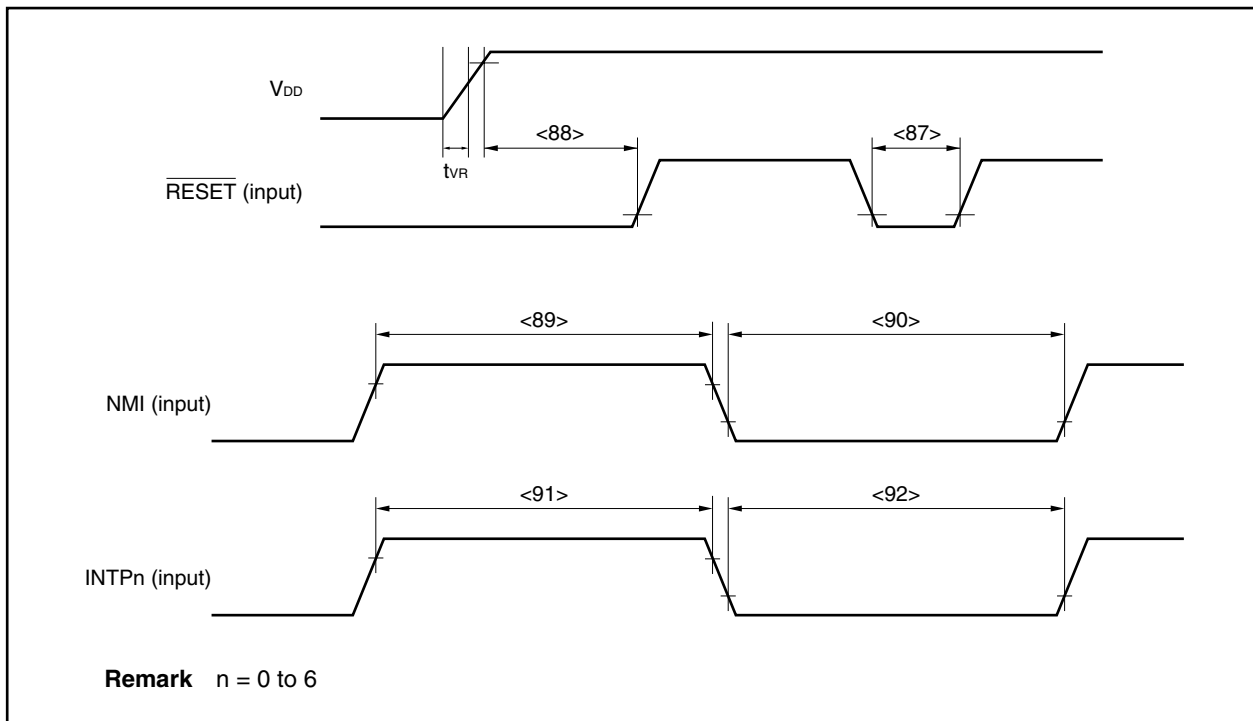 VDD
<88>
<87>
tVR
RESET (input)
<89>
<90>
NMI (input)
<91>
<92>
INTPn (input)
Remark n = 0 to 6